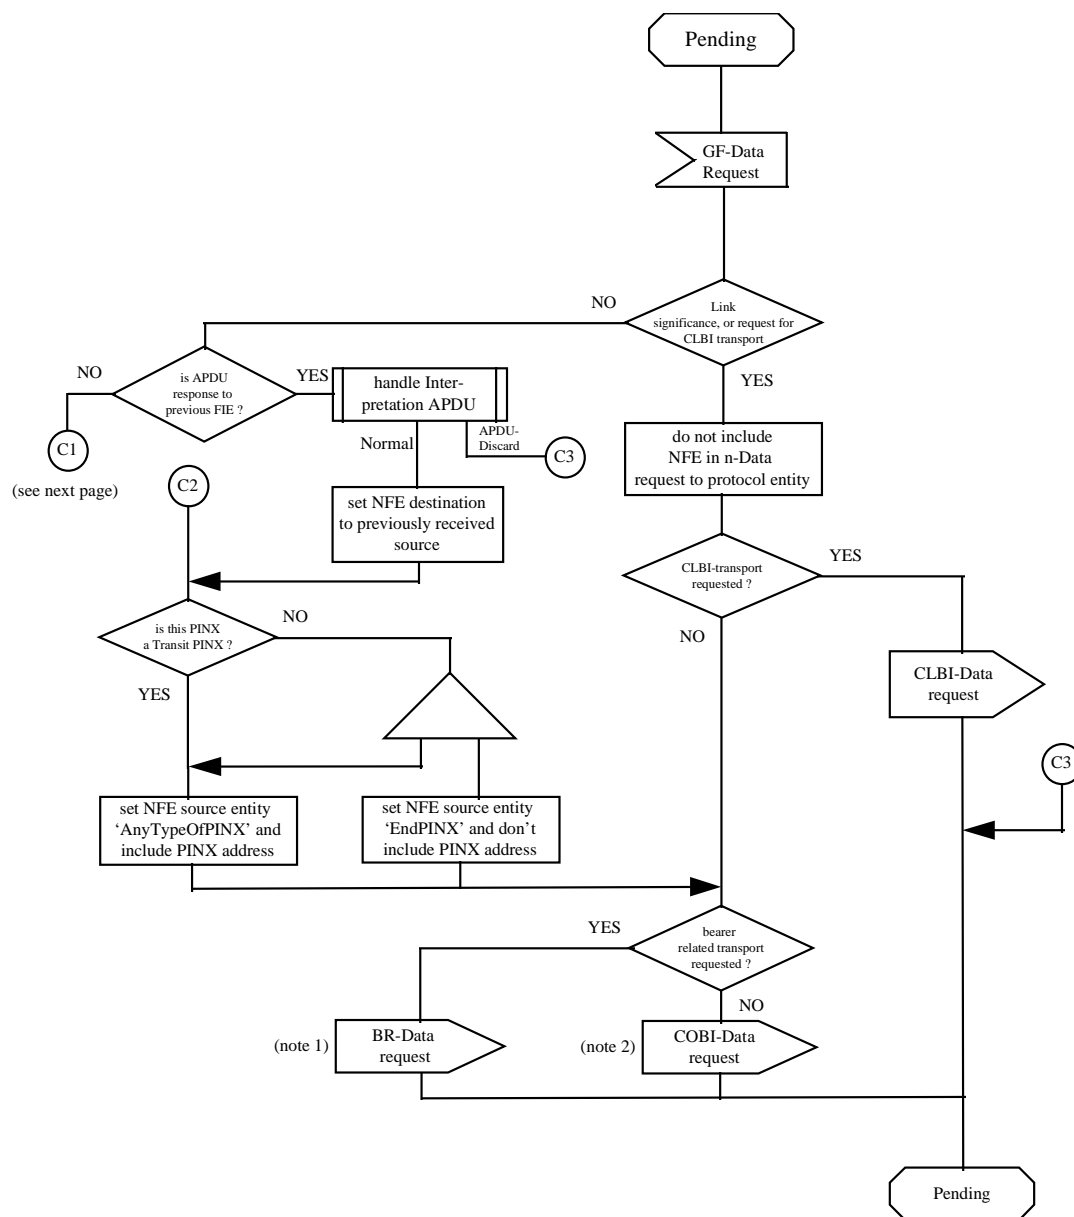 Pending
GF-Data
Request
NO
Link
significance, or request for
CLBI transport
YES
NO
is APDU
response to
previous FIE ?
YES
handle Inter-
pretation APDU
C1
(see next page)
Normal
APDU-
Discard
C3
do not include
NFE in n-Data
request to protocol entity
C2
set NFE destination
to previously received
source
CLBI-transport
requested ?
YES
NO
is this PINX
a Transit PINX ?
NO
YES
CLBI-Data
request
C3
set NFE source entity
‘AnyTypeOfPINX’ and
include PINX address
set NFE source entity
‘EndPINX’ and don’t
include PINX address
YES
bearer
related transport
requested ?
NO
(note 1)
BR-Data
request
(note 2)
COBI-Data
request
Pending